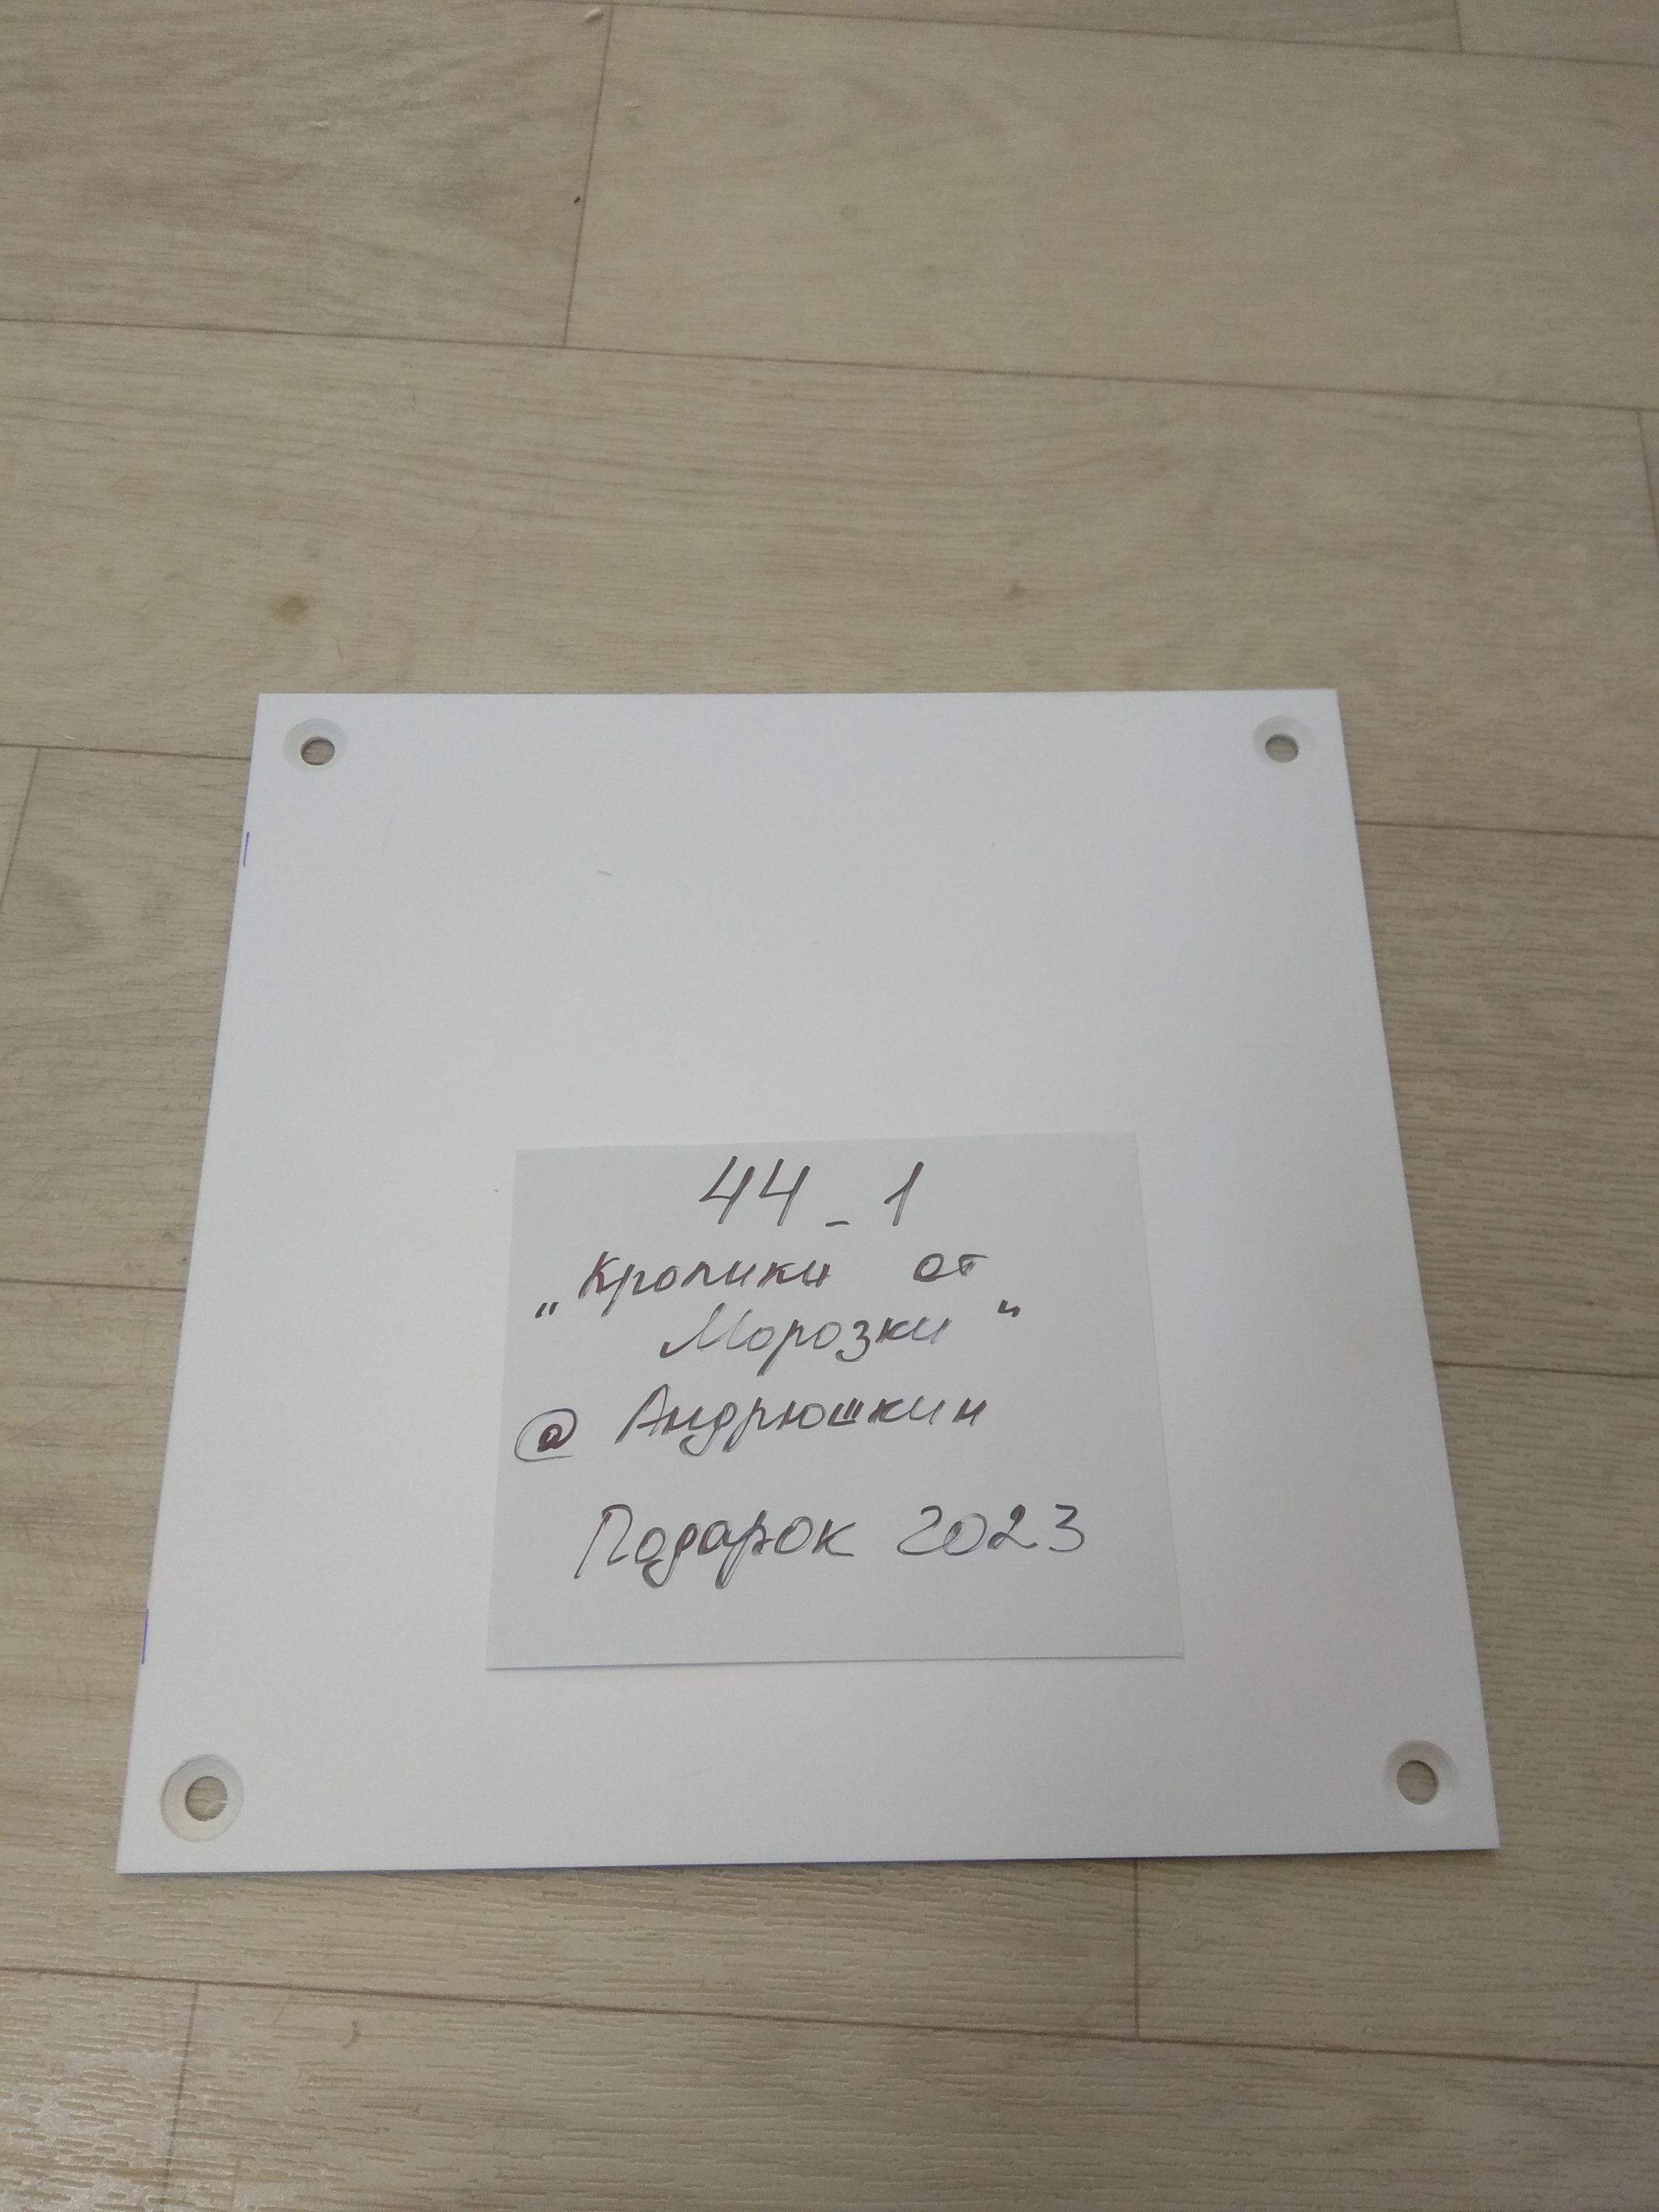 44_1
„Кролики от
Морозки"
@ Андрюшкин
Подарок 2023